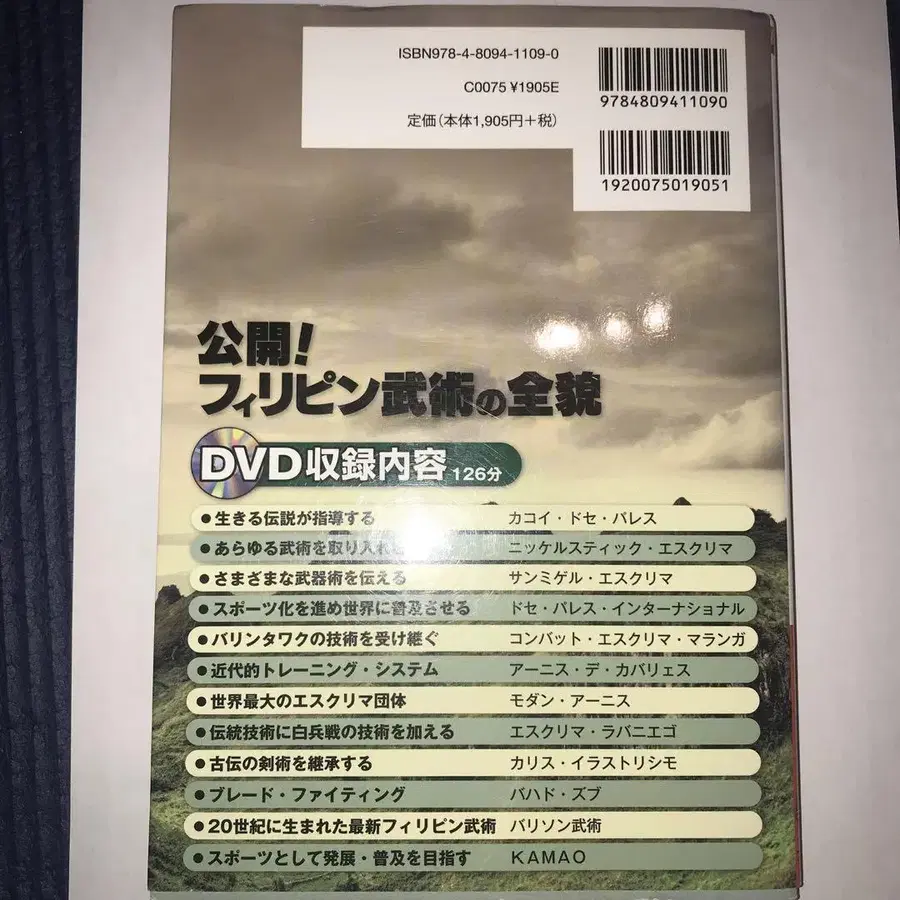 ISBN978-4-8094-1109-0
C0075 ¥1905E
定価(本体1,905円+税)
9784809411090
1920075019051
公開!
フィリピン武術の全貌
DVD収録内容 126分
●生きる伝説が指導する カコイ・ドセ・パレス
●あらゆる武術を取り入れ ニッケルスティック・エスクリマ
●さまざまな武器術を伝える サンミゲル・エスクリマ
●スポーツ化を進め世界に普及させる ドセ・パレス・インターナショナル
●バリンタワクの技術を受け継ぐ コンバット・エスクリマ・マランガ
●近代的トレーニング・システム アーニス・デ・カバリェス
●世界最大のエスクリマ団体 モダン・アーニス
●伝統技術に白兵戦の技術を加える エスクリマ・ラバニエゴ
●古伝の剣術を継承する カリス・イラストリシモ
●ブレード・ファイティング バハド・ズブ
●20世紀に生まれた最新フィリピン武術 バリソン武術
●スポーツとして発展・普及を目指す KAMAO